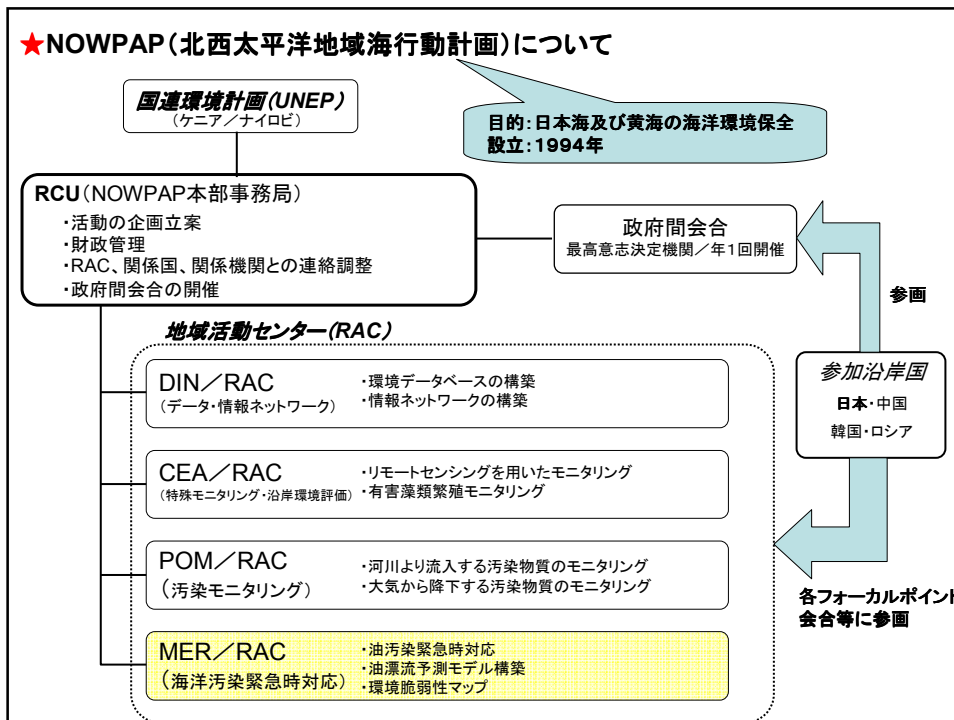 ★NOWPAP(北西太平洋地域海行動計画)について
国連環境計画(UNEP)
(ケニア/ナイロビ)
目的:日本海及び黄海の海洋環境保全
設立:1994年
RCU(NOWPAP本部事務局)
・活動の企画立案
・財政管理
・RAC、関係国、関係機関との連絡調整
・政府間会合の開催
政府間会合
最高意志決定機関/年1回開催
参画
地域活動センター(RAC)
参加沿岸国
日本・中国
韓国・ロシア
DIN/RAC
(データ・情報ネットワーク)
・環境データベースの構築
・情報ネットワークの構築
CEA/RAC
(特殊モニタリング・沿岸環境評価)
・リモートセンシングを用いたモニタリング
・有害藻類繁殖モニタリング
POM/RAC
(汚染モニタリング)
・河川より流入する汚染物質のモニタリング
・大気から降下する汚染物質のモニタリング
各フォーカルポイント
会合等に参画
MER/RAC
(海洋汚染緊急時対応)
・油汚染緊急時対応
・油漂流予測モデル構築
・環境脆弱性マップ